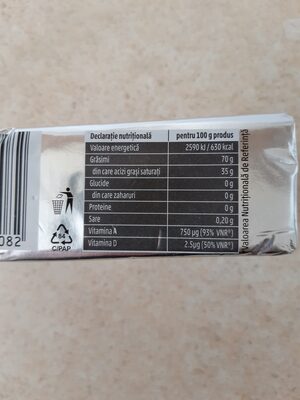 Declarație nutrițională pentru 100 g produs
Valoare energetică 2590 kJ / 630 kcal
Grăsimi 70 g
din care acizi grași saturați 35 g
Glucide 0 g
din care zaharuri 0 g
Proteine 0 g
Sare 0,20 g
Vitamina A 750 µg (93% VNR*)
Vitamina D 2.5µg (50% VNR*)
Valoarea Nutrițională de Referință
082
84
C/PAP